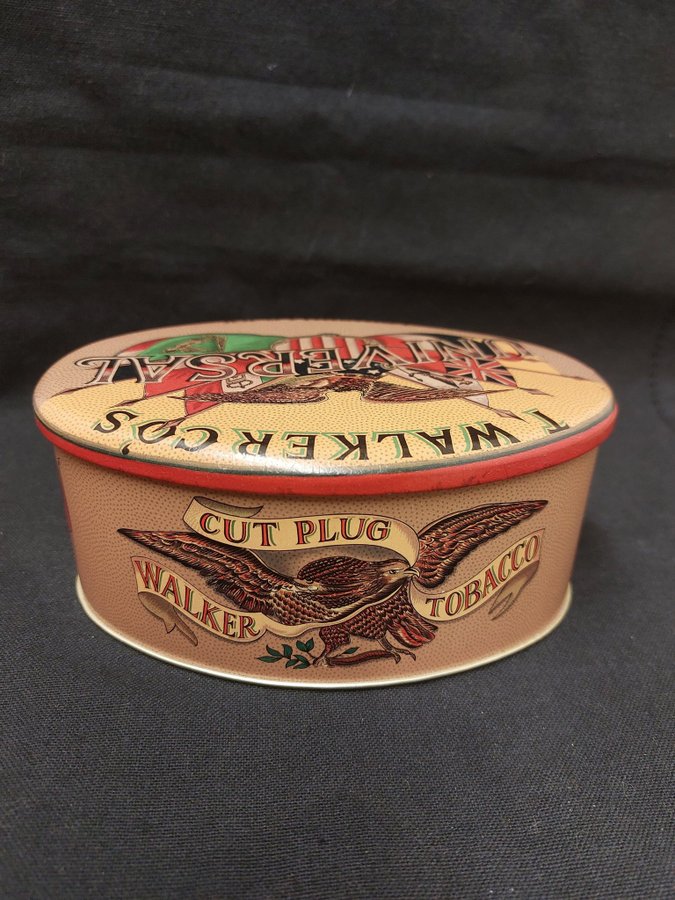 T WALKER CO'S
UNIVERSAL
CUT PLUG
WALKER TOBACCO